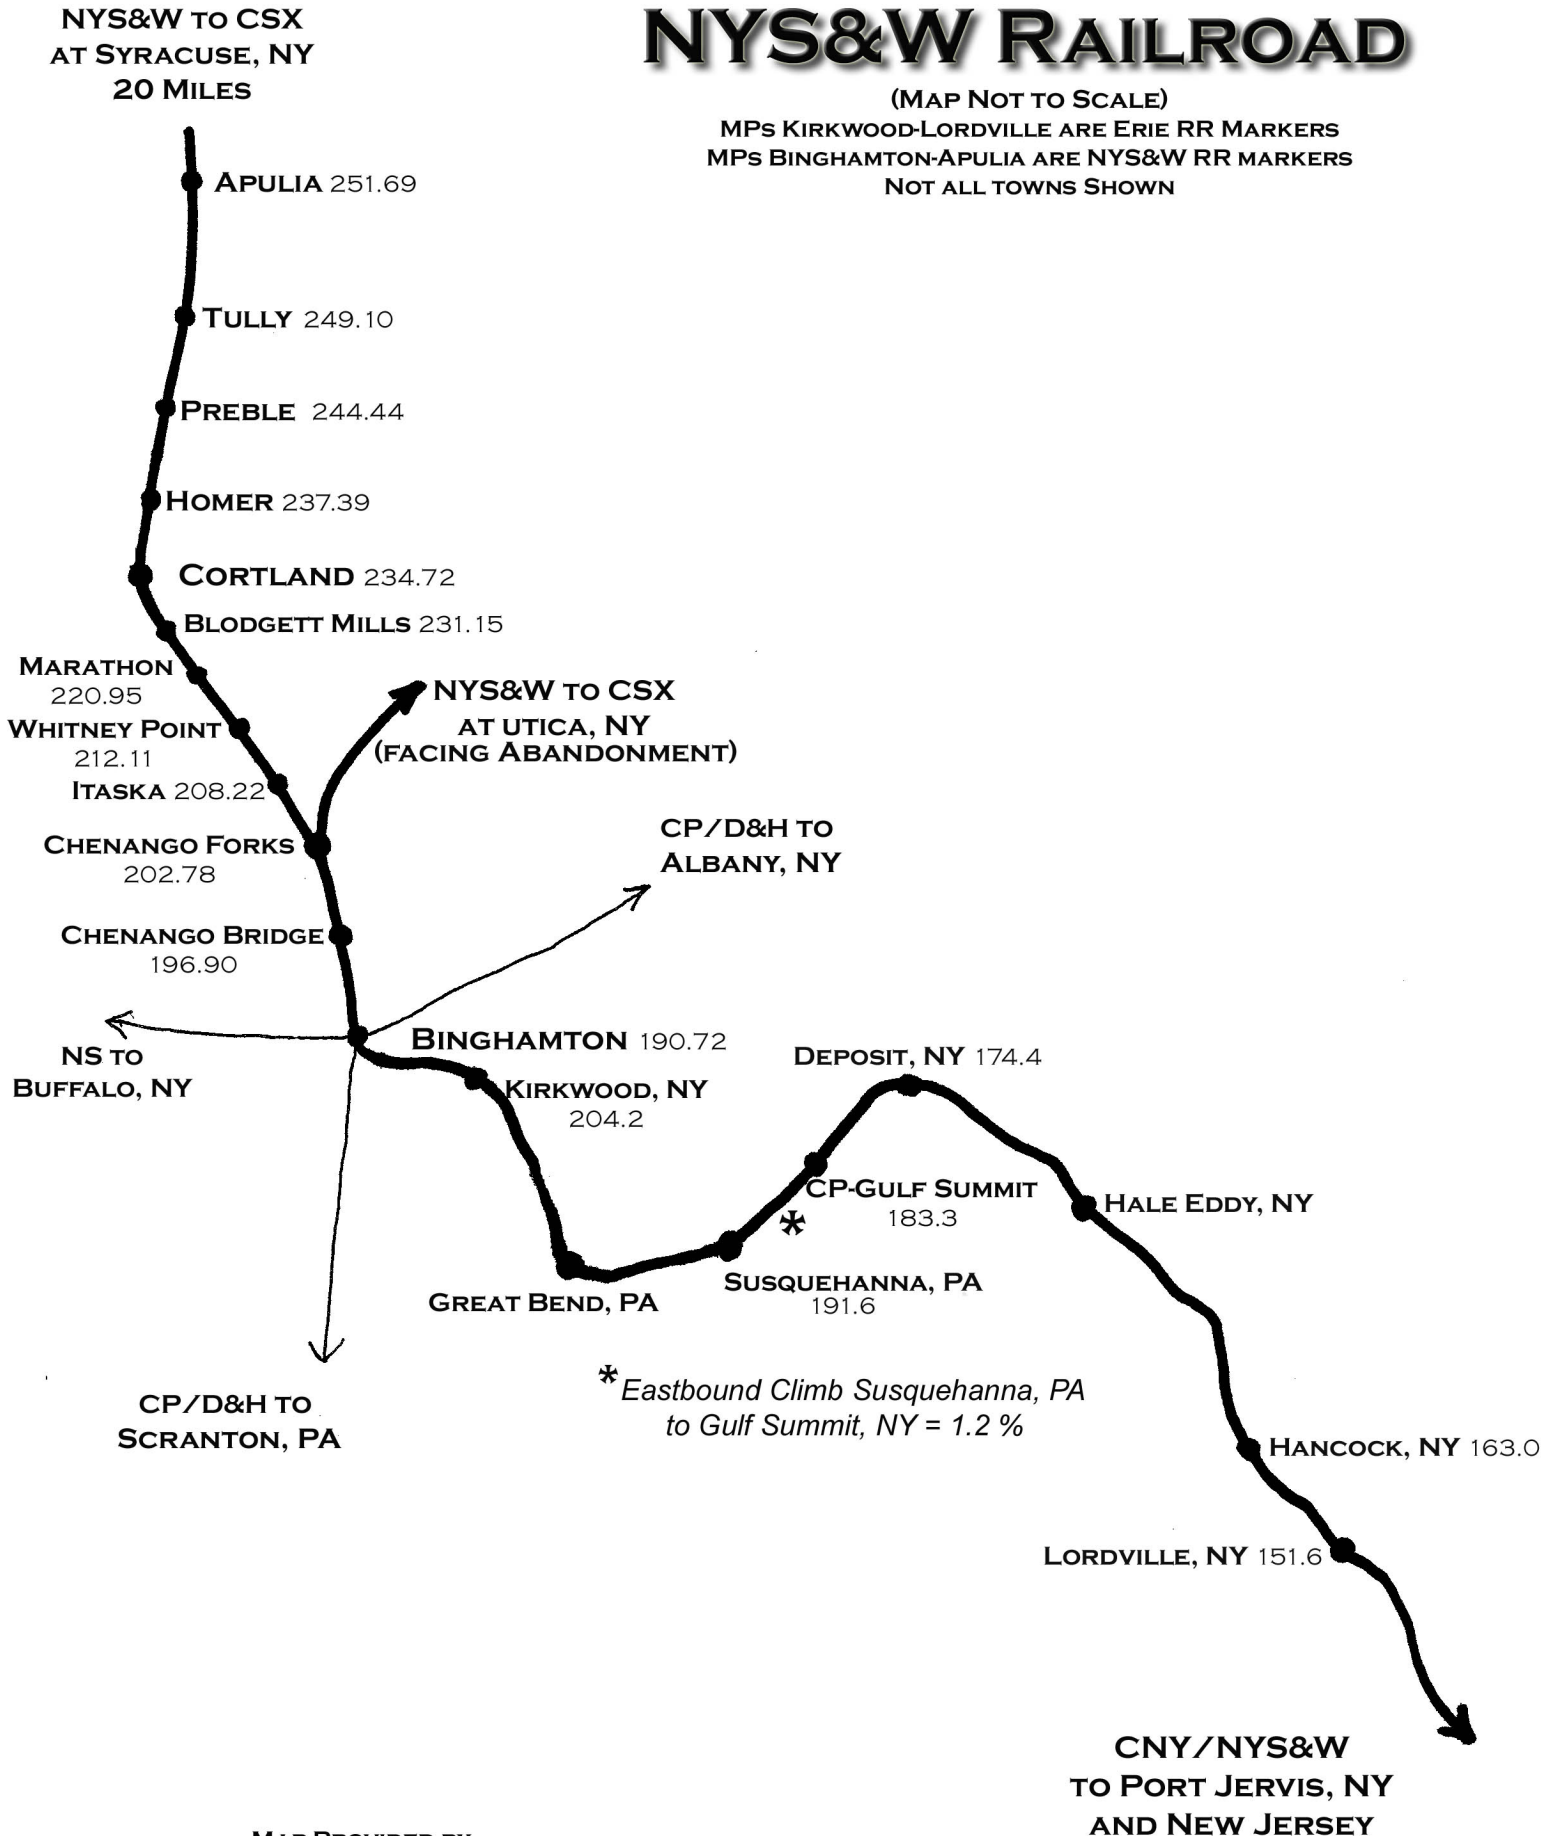 NYS&W to CSX
at Syracuse, NY
20 Miles
NYS&W Railroad
(Map Not to Scale)
MPs Kirkwood-Lordville are Erie RR Markers
MPs Binghamton-Apulia are NYS&W RR markers
Not all towns Shown
Apulia 251.69
Tully 249.10
Preble 244.44
Homer 237.39
Cortland 234.72
Blodgett Mills 231.15
Marathon
220.95
Whitney Point
212.11
Itaska 208.22
NYS&W to CSX
at Utica, NY
(facing Abandonment)
Chenango Forks
202.78
CP/D&H to
Albany, NY
Chenango Bridge
196.90
NS to
Buffalo, NY
Binghamton 190.72
Kirkwood, NY
204.2
Deposit, NY 174.4
CP-Gulf Summit
183.3
*
Hale Eddy, NY
Great Bend, PA
Susquehanna, PA
191.6
*Eastbound Climb Susquehanna, PA
to Gulf Summit, NY = 1.2 %
CP/D&H to
Scranton, PA
Hancock, NY 163.0
Lordville, NY 151.6
CNY/NYS&W
to Port Jervis, NY
and New Jersey
Map Provided by